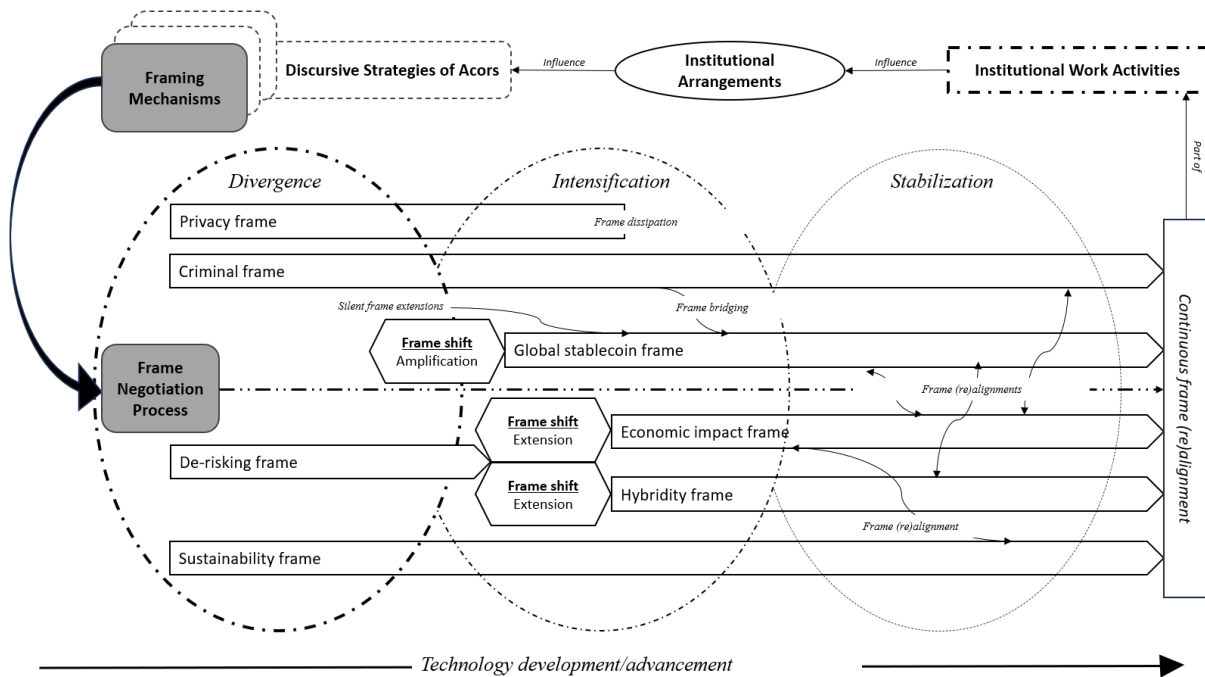 Framing
Mechanisms
Discursive Strategies of Acors
Influence
Institutional
Arrangements
Influence
Institutional Work Activities
Part of
Divergence
Intensification
Stabilization
Privacy frame
Frame dissipation
Criminal frame
Silent frame extensions
Frame bridging
Frame shift
Amplification
Global stablecoin frame
Frame
Negotiation
Process
Frame (re)alignments
Frame shift
Extension
Economic impact frame
De-risking frame
Frame shift
Extension
Hybridity frame
Frame (re)alignment
Sustainability frame
Continuous frame (re)alignment
Technology development/advancement